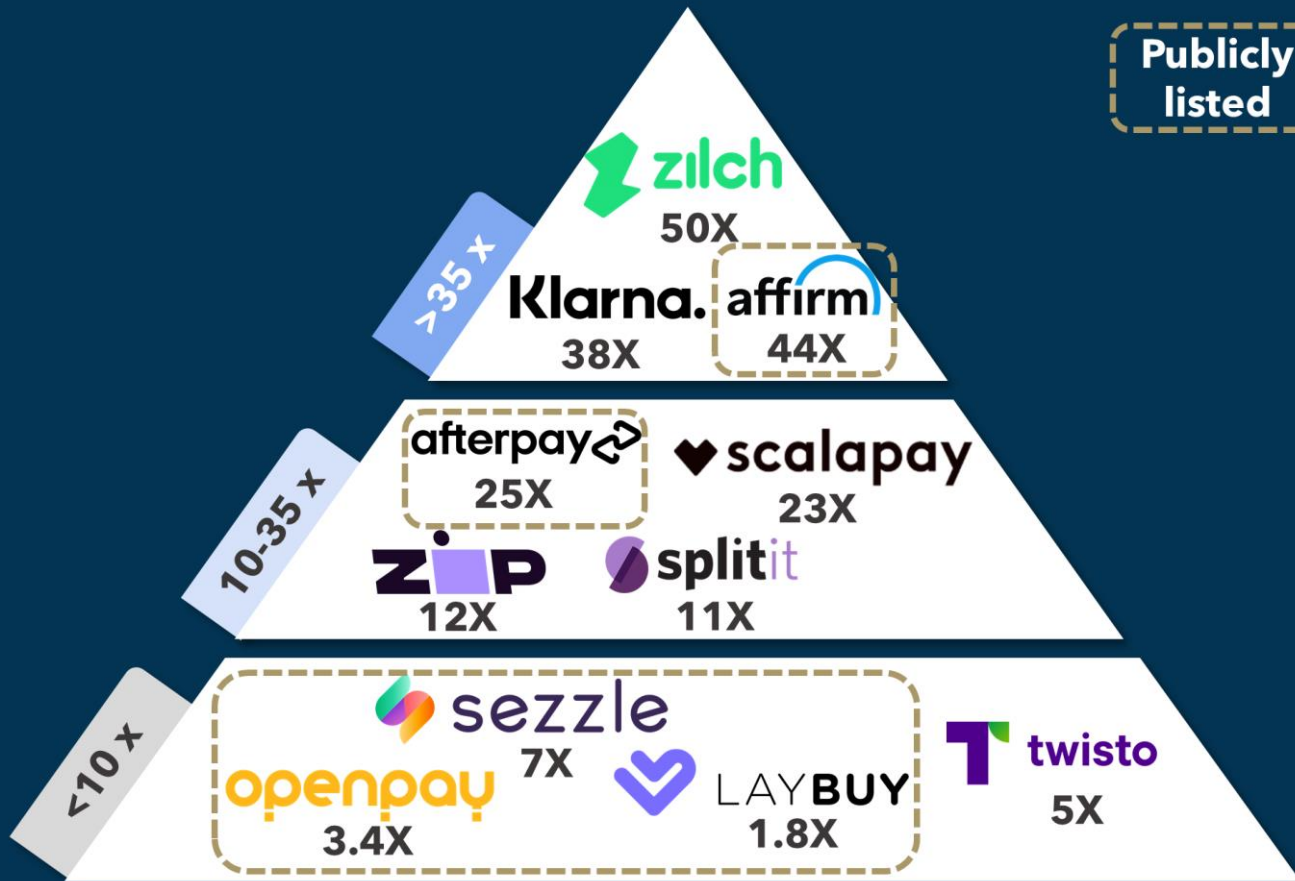 Publicly
listed
zilch
50X
>35 x
Klarna. affirm
38X 44X
afterpay scalapay
25X 23X
10-35 x
zip splitit
12X 11X
sezzle
7X
<10 x
openpay LAYBUY twisto
3.4X 1.8X 5X